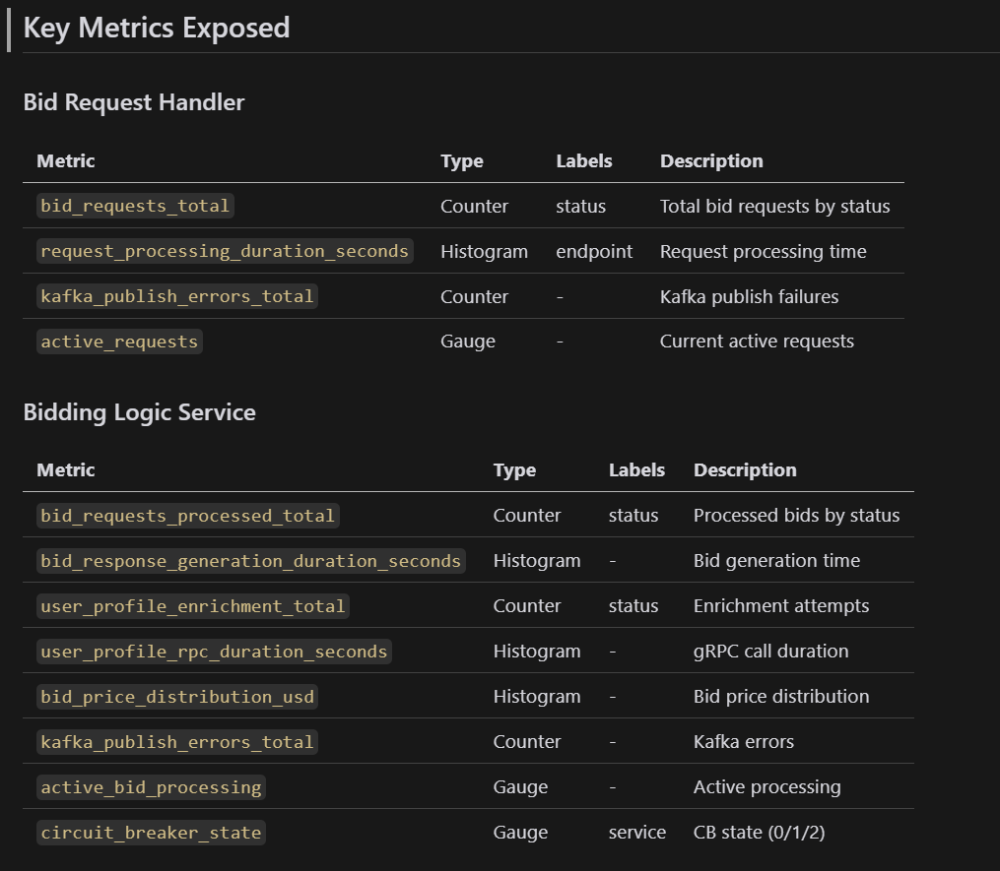 Key Metrics Exposed
Bid Request Handler
Metric Type Labels Description
bid_requests_total Counter status Total bid requests by status
request_processing_duration_seconds Histogram endpoint Request processing time
kafka_publish_errors_total Counter - Kafka publish failures
active_requests Gauge - Current active requests
Bidding Logic Service
Metric Type Labels Description
bid_requests_processed_total Counter status Processed bids by status
bid_response_generation_duration_seconds Histogram - Bid generation time
user_profile_enrichment_total Counter status Enrichment attempts
user_profile_rpc_duration_seconds Histogram - gRPC call duration
bid_price_distribution_usd Histogram - Bid price distribution
kafka_publish_errors_total Counter - Kafka errors
active_bid_processing Gauge - Active processing
circuit_breaker_state Gauge service CB state (0/1/2)